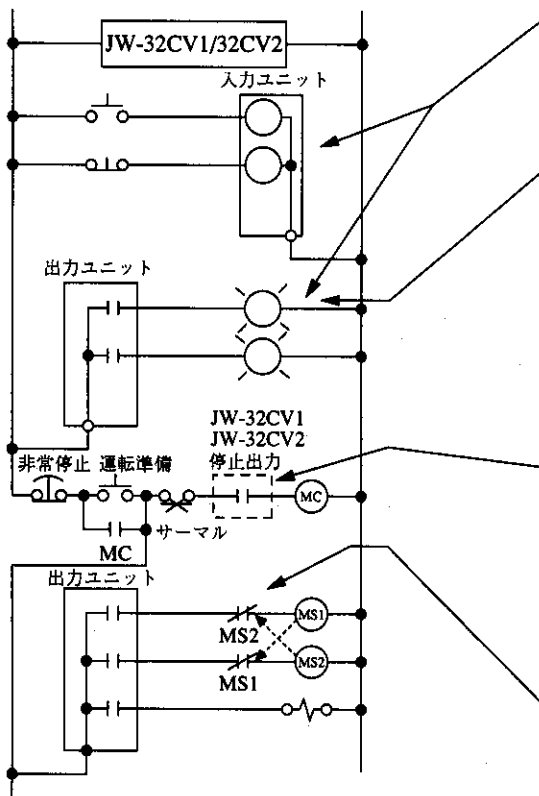 JW-32CV1/32CV2
入力ユニット
出力ユニット
JW-32CV1
JW-32CV2
停止出力
非常停止 運転準備
MC
サーマル
MC
出力ユニット
MS2
MS1
MS1
MS2